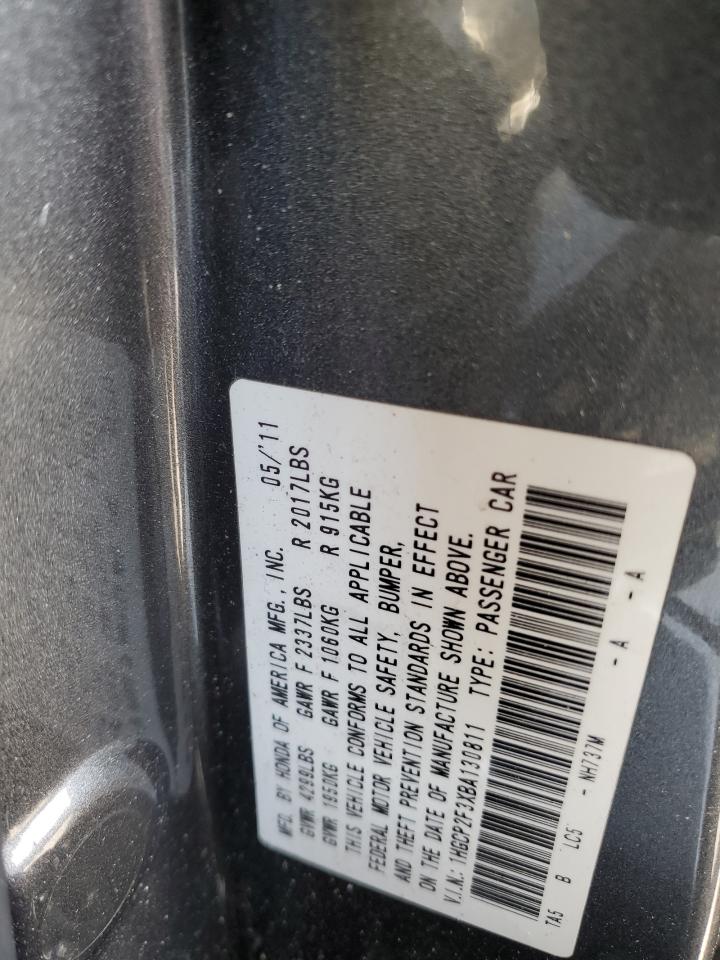 MFD. BY HONDA OF AMERICA MFG., INC. 05/'11
GVWR 4299LBS GAWR F 2337LBS R 2017LBS
GVWR 1950KG GAWR F 1060KG R 915KG
THIS VEHICLE CONFORMS TO ALL APPLICABLE
FEDERAL MOTOR VEHICLE SAFETY, BUMPER,
AND THEFT PREVENTION STANDARDS IN EFFECT
ON THE DATE OF MANUFACTURE SHOWN ABOVE.
V.I.N.: 1HGCP2F3XBA130811 TYPE: PASSENGER CAR
TA5 B LC5 - NH737M - A - A